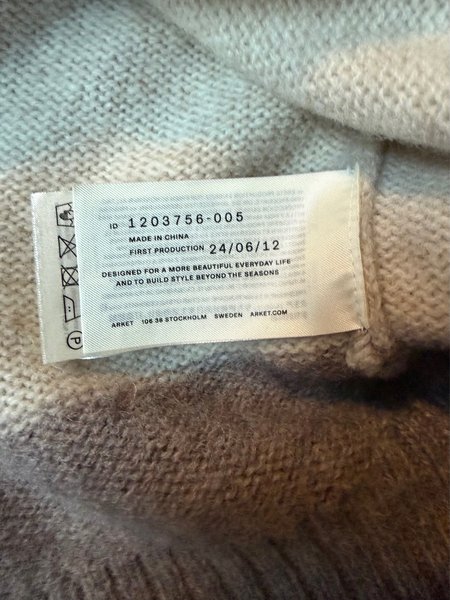 ID 1203756-005
MADE IN CHINA
FIRST PRODUCTION 24/06/12
DESIGNED FOR A MORE BEAUTIFUL EVERYDAY LIFE
AND TO BUILD STYLE BEYOND THE SEASONS
ARKET 106 38 STOCKHOLM SWEDEN ARKET.COM
P